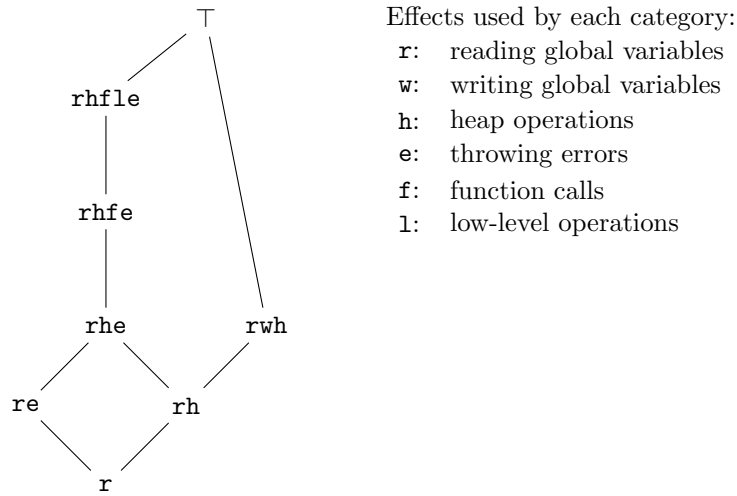 ⊤
rhfle
rhfe
rhe
rwh
re
rh
r
Effects used by each category:
r: reading global variables
w: writing global variables
h: heap operations
e: throwing errors
f: function calls
l: low-level operations